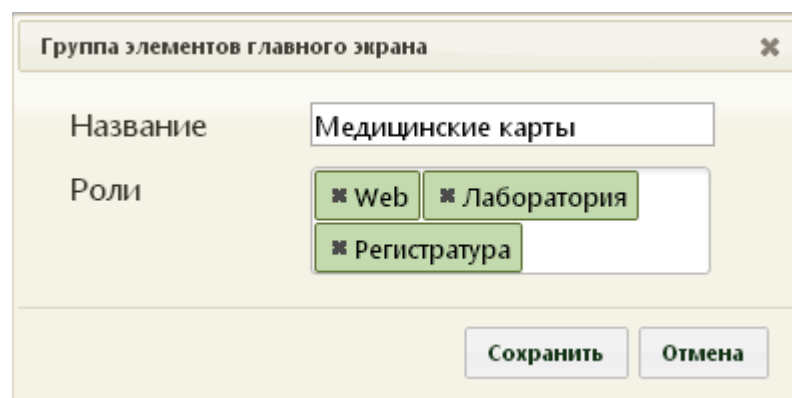 Группа элементов главного экрана
Название Медицинские карты
Роли Web Лаборатория
Регистратура
Сохранить Отмена